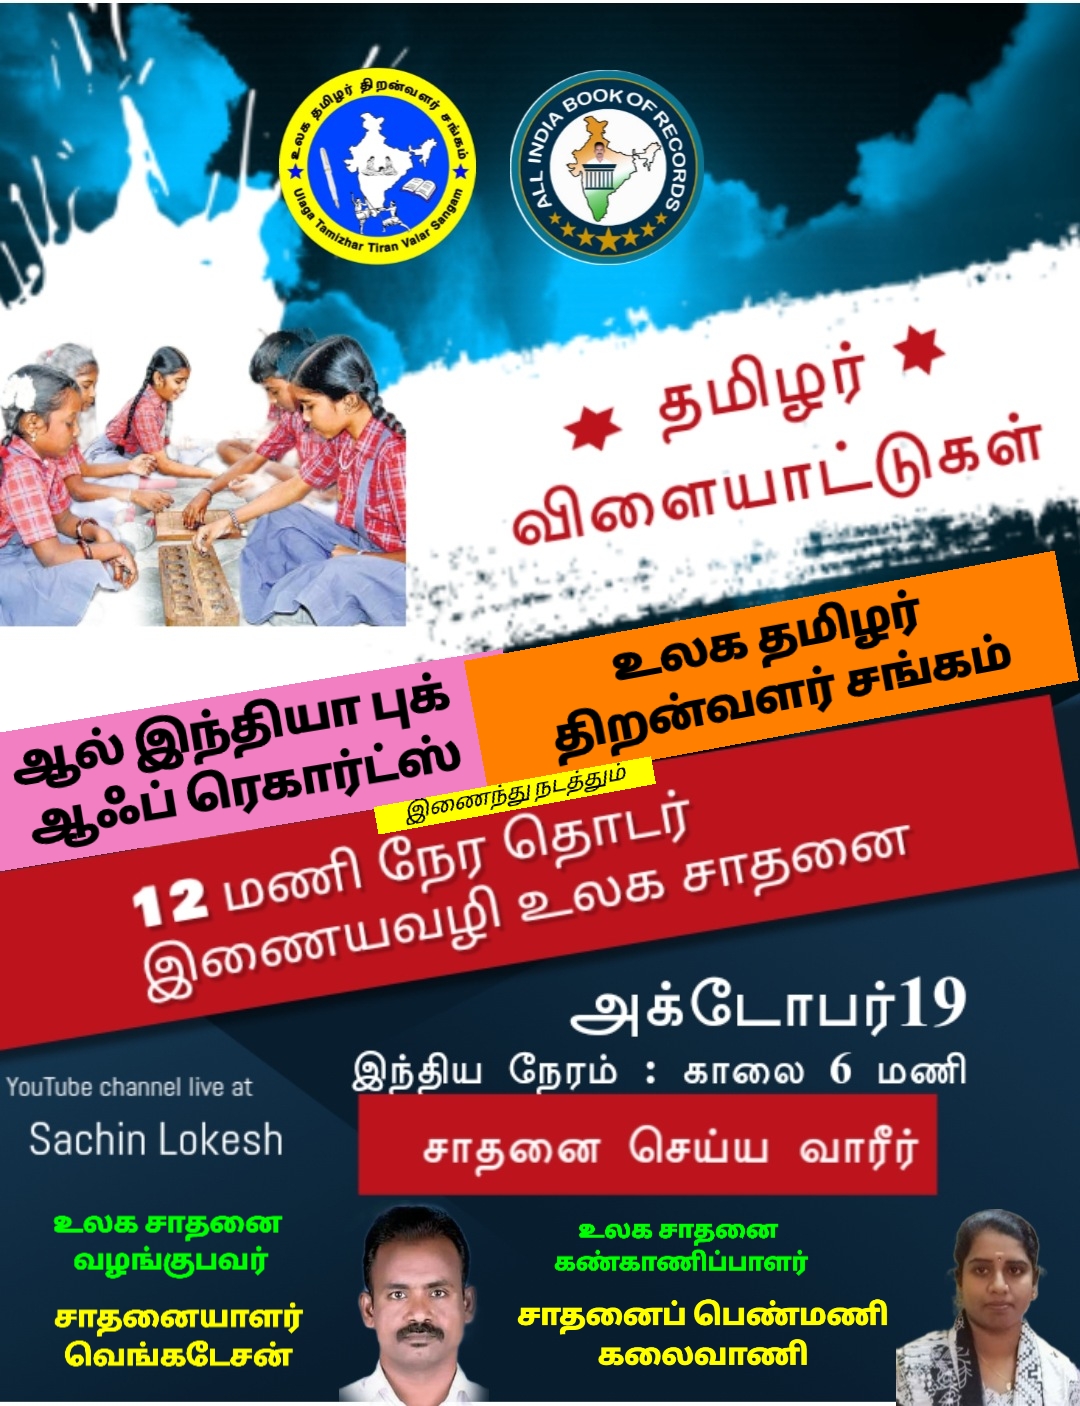 உலக தமிழர் திறன்வளர் சங்கம்
Ulaga Tamizhar Tiran Valar Sangam
ALL INDIA BOOK OF RECORDS
தமிழர்
விளையாட்டுகள்
உலக தமிழர்
திறன்வளர் சங்கம்
ஆல் இந்தியா புக்
ஆஃப் ரெகார்ட்ஸ்
இணைந்து நடத்தும்
12 மணி நேர தொடர்
இணையவழி உலக சாதனை
அக்டோபர்19
இந்திய நேரம் : காலை 6 மணி
YouTube channel live at
Sachin Lokesh
சாதனை செய்ய வாரீர்
உலக சாதனை
வழங்குபவர்
சாதனையாளர்
வெங்கடேசன்
உலக சாதனை
கண்காணிப்பாளர்
சாதனைப் பெண்மணி
கலைவாணி